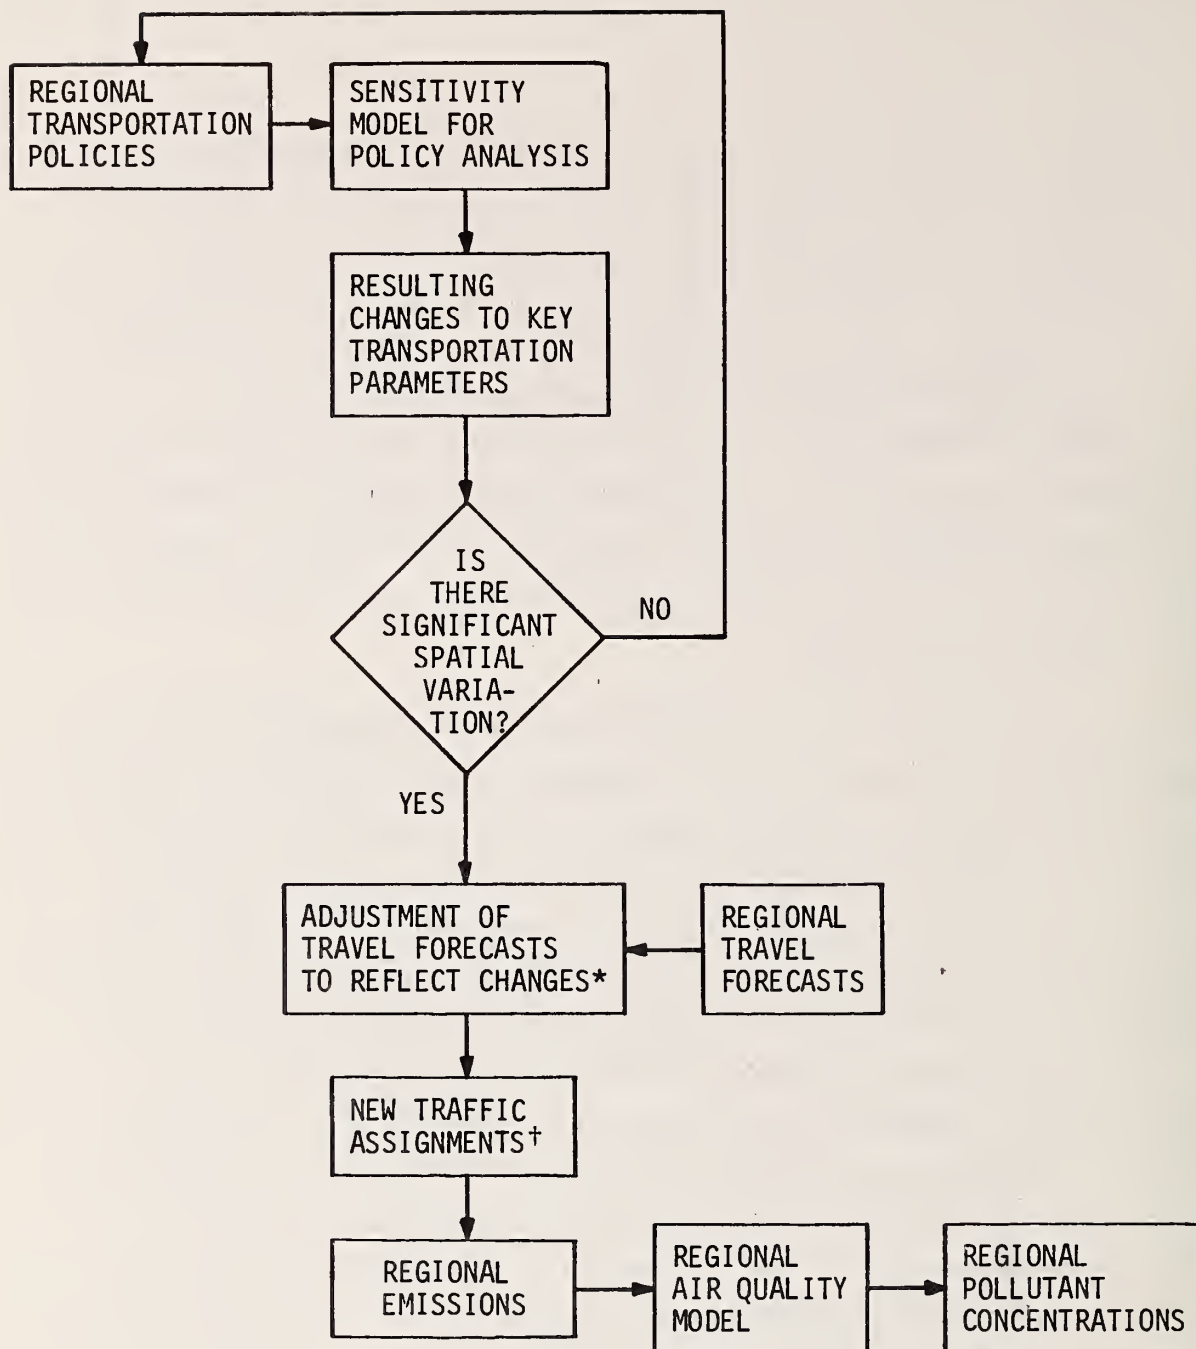 REGIONAL
TRANSPORTATION
POLICIES
SENSITIVITY
MODEL FOR
POLICY ANALYSIS
RESULTING
CHANGES TO KEY
TRANSPORTATION
PARAMETERS
IS
THERE
SIGNIFICANT
SPATIAL
VARIA-
TION?
NO
YES
ADJUSTMENT OF
TRAVEL FORECASTS
TO REFLECT CHANGES*
REGIONAL
TRAVEL
FORECASTS
NEW TRAFFIC
ASSIGNMENTS†
REGIONAL
EMISSIONS
REGIONAL
AIR QUALITY
MODEL
REGIONAL
POLLUTANT
CONCENTRATIONS